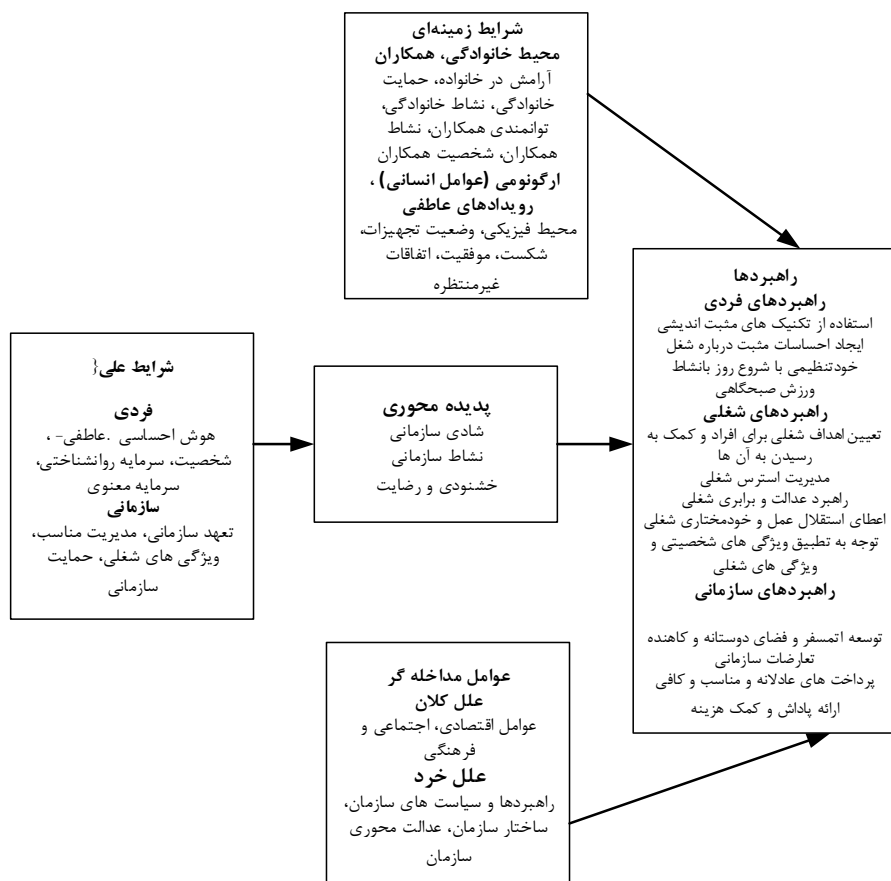 شرایط زمینه‌ای
محیط خانوادگی، همکاران
آرامش در خانواده، حمایت
خانوادگی، نشاط خانوادگی،
توانمندی همکاران، نشاط
همکاران، شخصیت همکاران
ارگونومی (عوامل انسانی) ،
رویدادهای عاطفی
محیط فیزیکی، وضعیت تجهیزات،
شکست، موفقیت، اتفاقات
غیرمنتظره
شرایط علی{
فردی
هوش احساسی .عاطفی- ،
شخصیت، سرمایه روانشناختی،
سرمایه معنوی
سازمانی
تعهد سازمانی، مدیریت مناسب،
ویژگی های شغلی، حمایت
سازمانی
پدیده محوری
شادی سازمانی
نشاط سازمانی
خشنودی و رضایت
راهبردها
راهبردهای فردی
استفاده از تکنیک های مثبت اندیشی
ایجاد احساسات مثبت درباره شغل
خودتنظیمی با شروع روز بانشاط
ورزش صبحگاهی
راهبردهای شغلی
تعیین اهداف شغلی برای افراد و کمک به
رسیدن به آن ها
مدیریت استرس شغلی
راهبرد عدالت و برابری شغلی
اعطای استقلال عمل و خودمختاری شغلی
توجه به تطبیق ویژگی های شخصیتی و
ویژگی های شغلی
راهبردهای سازمانی
توسعه اتمسفر و فضای دوستانه و کاهنده
تعارضات سازمانی
پرداخت های عادلانه و مناسب و کافی
ارائه پاداش و کمک هزینه
عوامل مداخله گر
علل کلان
عوامل اقتصادی، اجتماعی و
فرهنگی
علل خرد
راهبردها و سیاست های سازمان،
ساختار سازمان، عدالت محوری
سازمان